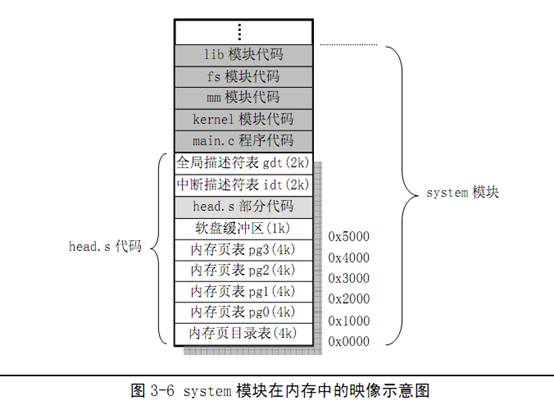 ⋮
lib 模块代码
fs 模块代码
mm 模块代码
kernel 模块代码
main.c 程序代码
全局描述符表 gdt(2k)
中断描述符表 idt(2k)
head.s 部分代码
软盘缓冲区(1k)
内存页表 pg3(4k)
内存页表 pg2(4k)
内存页表 pg1(4k)
内存页表 pg0(4k)
内存页目录表(4k)
head.s 代码
0x5000
0x4000
0x3000
0x2000
0x1000
0x0000
system 模块
图 3-6 system 模块在内存中的映像示意图